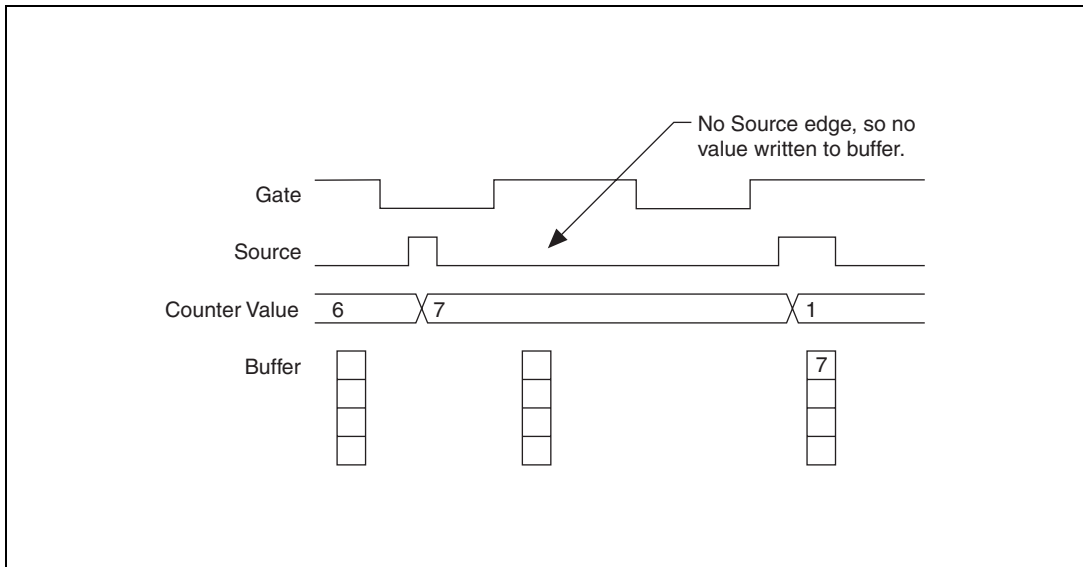 No Source edge, so no
value written to buffer.
Gate
Source
Counter Value 6 7 1
Buffer 7